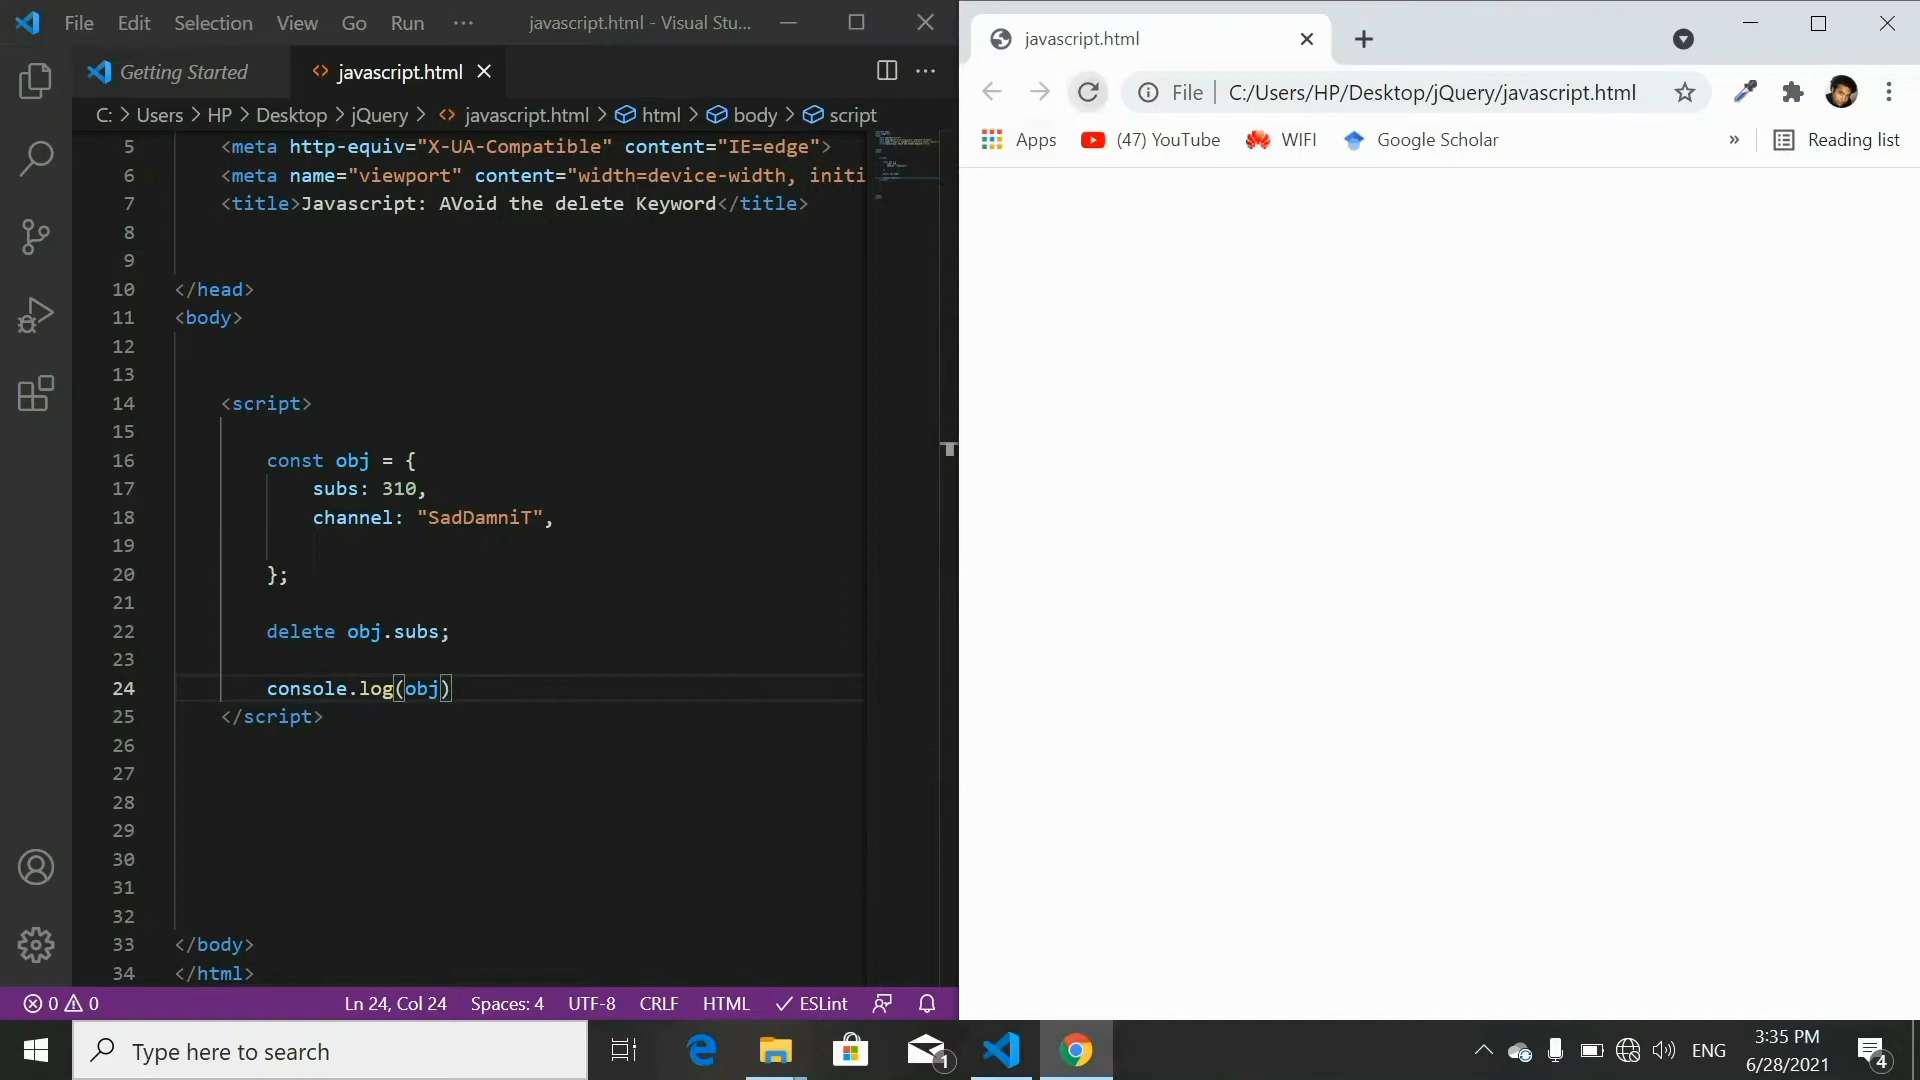 File Edit Selection View Go Run ··· javascript.html - Visual Stu...
Getting Started javascript.html
C: > Users > HP > Desktop > jQuery > javascript.html > html > body > script
5 <meta http-equiv="X-UA-Compatible" content="IE=edge">
6 <meta name="viewport" content="width=device-width, initi
7 <title>Javascript: AVoid the delete Keyword</title>
8
9
10 </head>
11 <body>
12
13
14 <script>
15
16 const obj = {
17 subs: 310,
18 channel: "SadDamniT",
19
20 };
21
22 delete obj.subs;
23
24 console.log(obj)
25 </script>
26
27
28
29
30
31
32
33 </body>
34 </html>
0 0 Ln 24, Col 24 Spaces: 4 UTF-8 CRLF HTML ESLint
javascript.html
File | C:/Users/HP/Desktop/jQuery/javascript.html
Apps (47) YouTube WIFI Google Scholar » Reading list
Type here to search
1
ENG
3:35 PM
6/28/2021
4